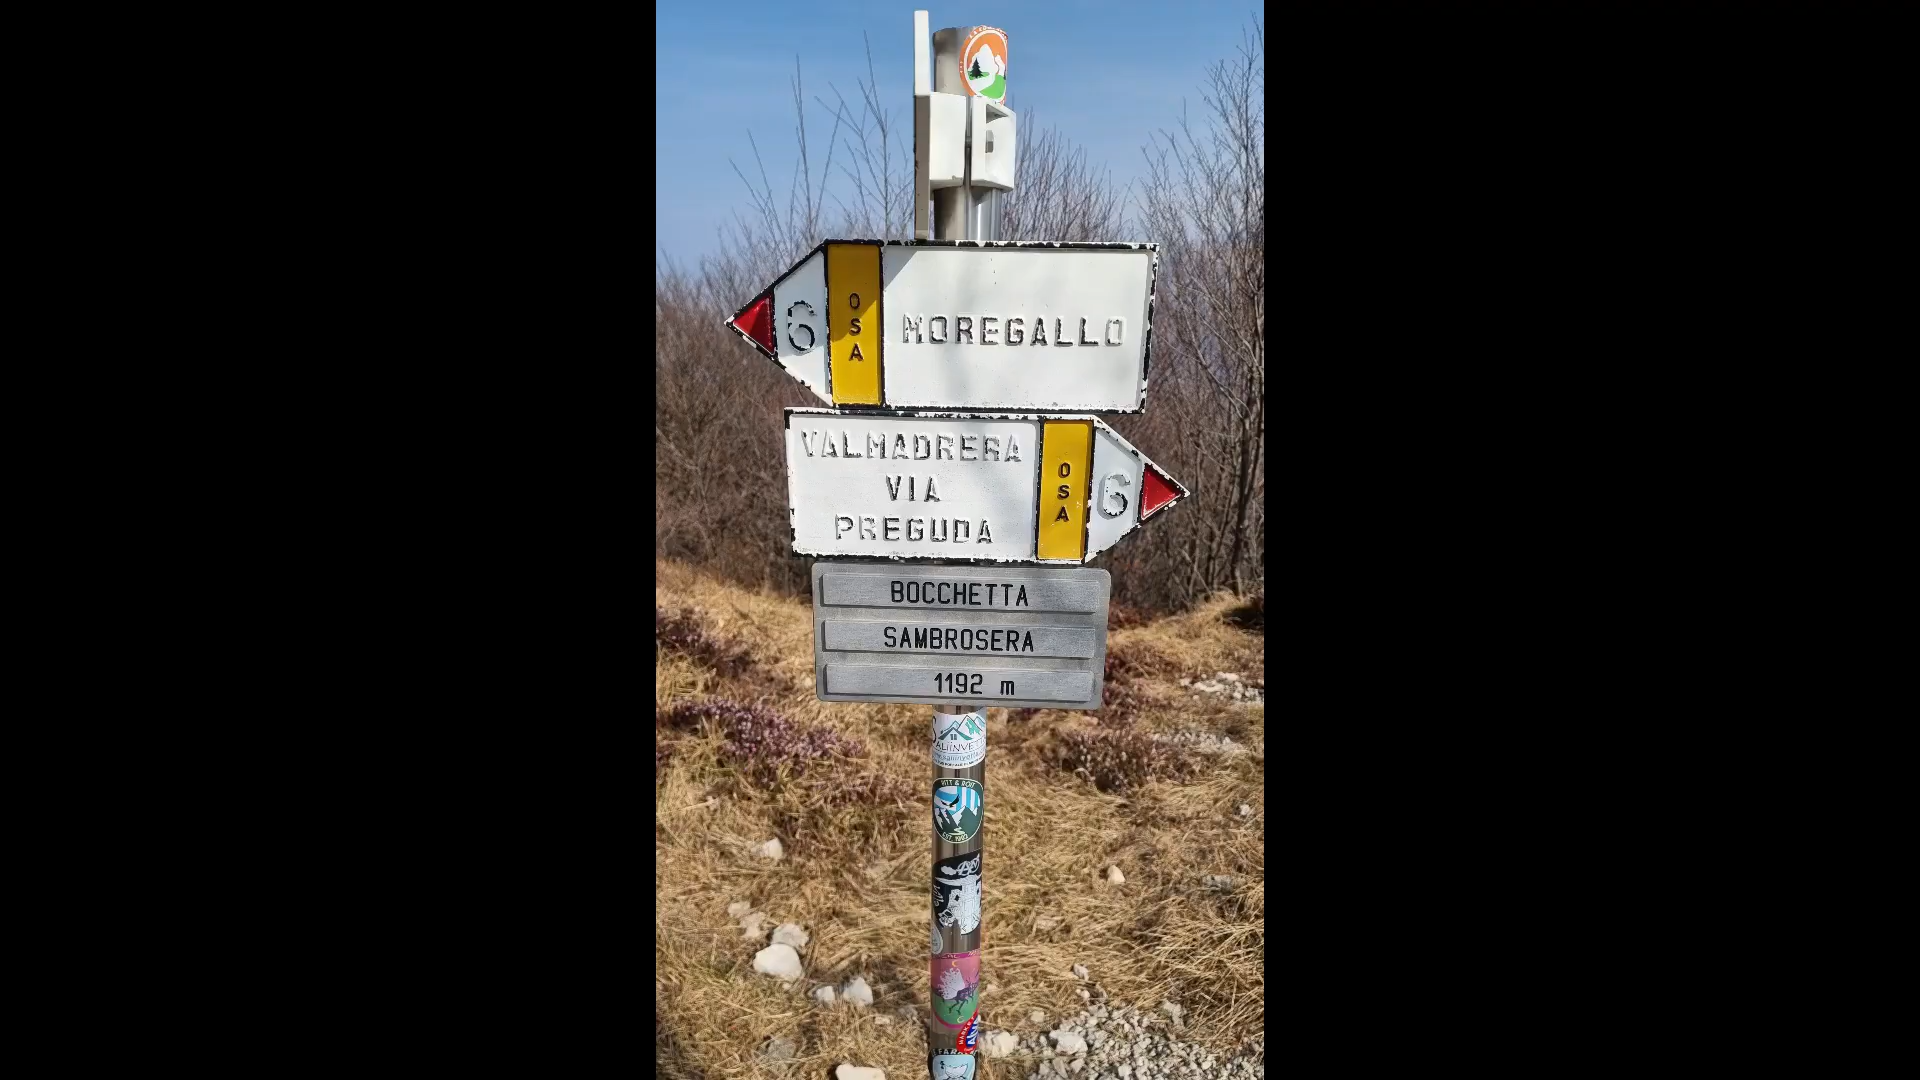 6
OSA
MOREGALLO
VALMADRERA
VIA
PREGUDA
OSA
6
BOCCHETTA
SAMBROSERA
1192 m